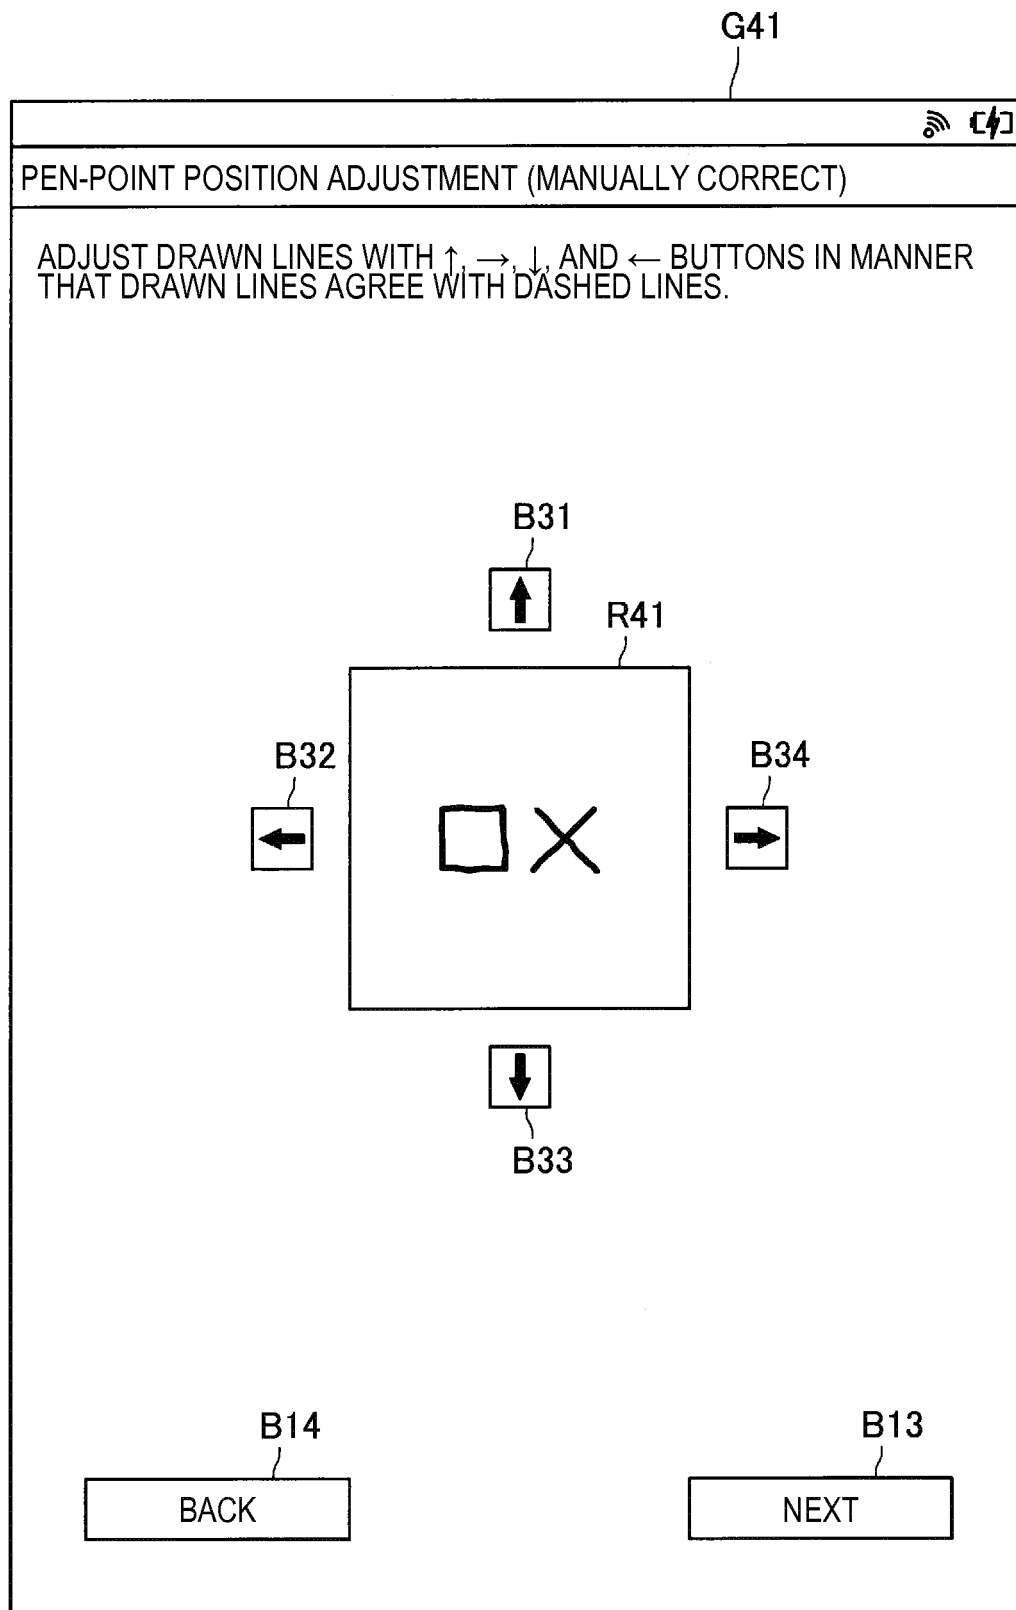 G41
PEN-POINT POSITION ADJUSTMENT (MANUALLY CORRECT)
ADJUST DRAWN LINES WITH ↑, →, ↓, AND ← BUTTONS IN MANNER
THAT DRAWN LINES AGREE WITH DASHED LINES.
B31
R41
B32
B34
B33
B14
B13
BACK
NEXT